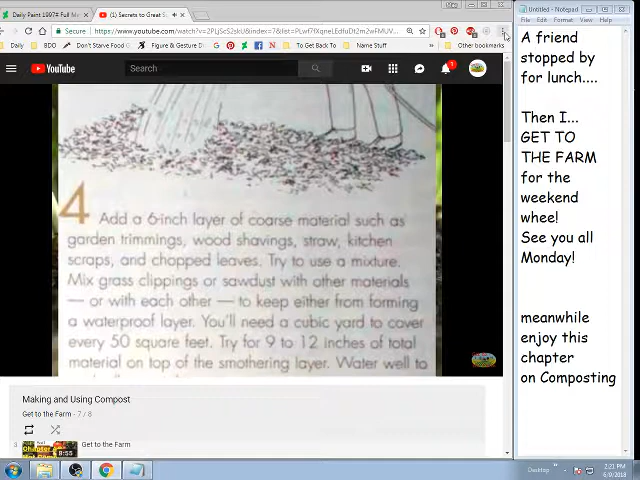 Daily Paint 1997# Mem
(1) Secrets to Great S
Secure
https://www.youtube.com/watch?v=
Daily
BDO
Don't Starve Food C
Figure & Gesture D
To Get Back To
Name Stuff
Other bookmarks
YouTube
Search
1
4 Add a 6-inch layer of coarse material such as
garden trimmings, wood shavings, straw, kitchen
scraps, and chopped leaves. Try to use a mixture.
Mix grass clippings or sawdust with other materials
— or with each other — to keep either from forming
a waterproof layer. You'll need a cubic yard to cover
every 50 square feet. Try for 9 to 12 inches of total
material on top of the smothering layer. Water well to
Making and Using Compost
Get to the Farm - 7 / 8
3
8:55
Get to the Farm
Untitled - Notepad
File Edit Format View Help
A friend
stopped by
for lunch....
Then I...
GET TO
THE FARM
for the
weekend
whee!
See you all
Monday!
meanwhile
enjoy this
chapter
on Composting
Desktop
2:21 PM
6/9/2018